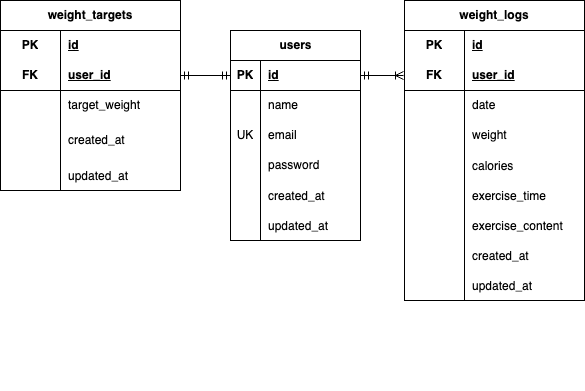 weight_targets
PK id
FK user_id
target_weight
created_at
updated_at
users
PK id
name
UK email
password
created_at
updated_at
weight_logs
PK id
FK user_id
date
weight
calories
exercise_time
exercise_content
created_at
updated_at